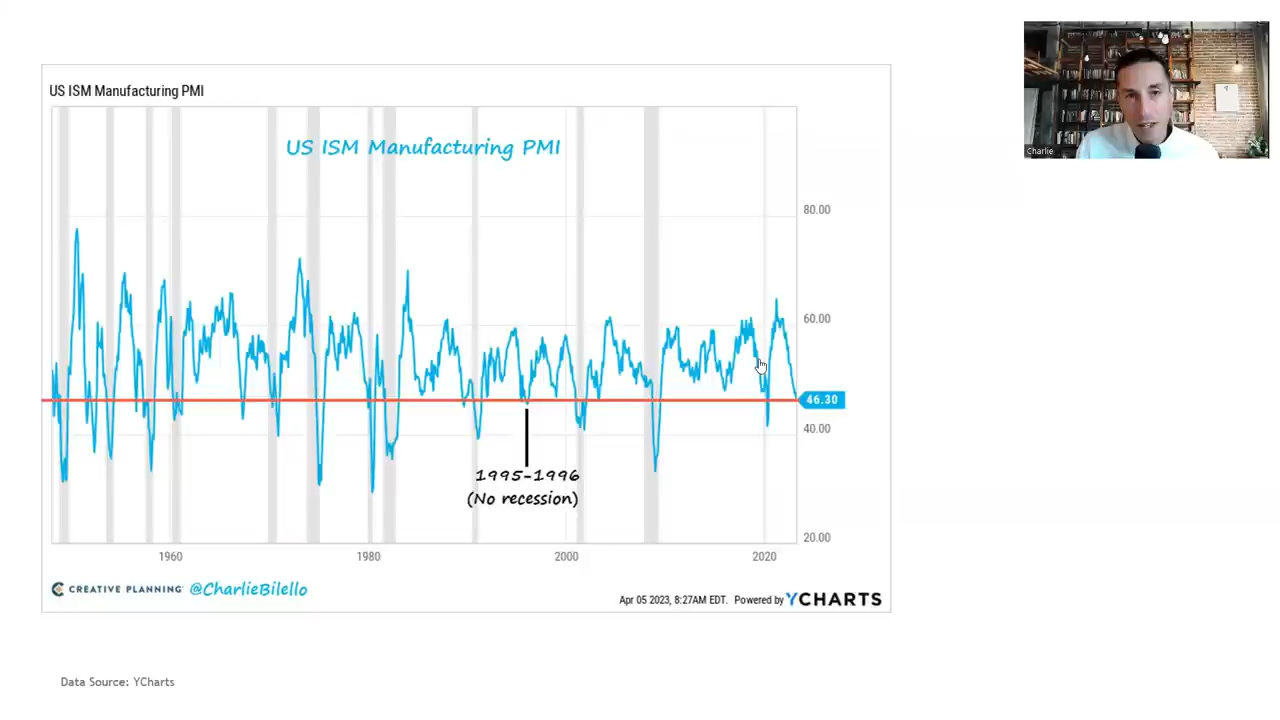 US ISM Manufacturing PMI
US ISM Manufacturing PMI
80.00
60.00
46.30
40.00
20.00
1995-1996
(No recession)
1960
1980
2000
2020
CREATIVE PLANNING @CharlieBilello
Apr 05 2023, 8:27AM EDT. Powered by YCHARTS
Data Source: YCharts
Charlie